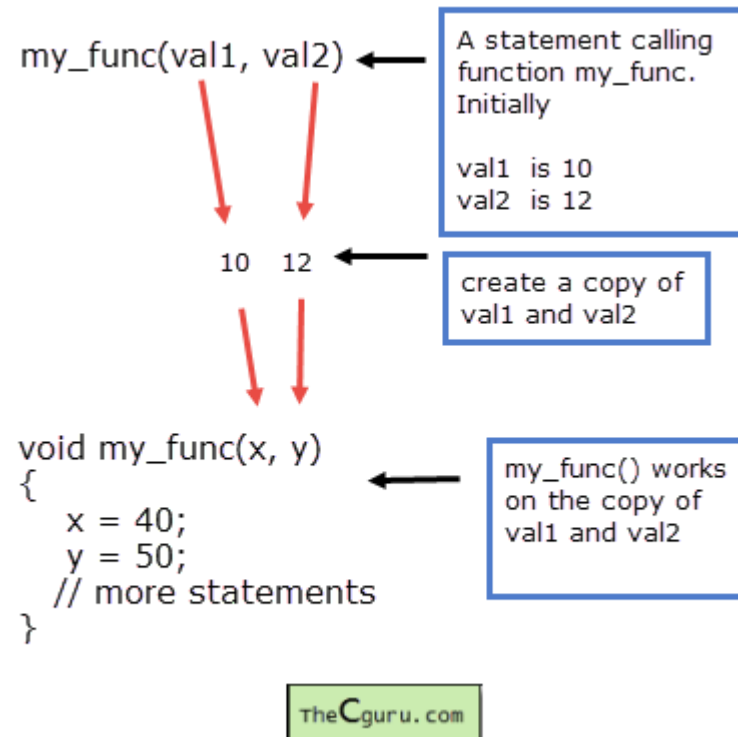 my_func(val1, val2)
A statement calling
function my_func.
Initially
val1 is 10
val2 is 12
10 12
create a copy of
val1 and val2
void my_func(x, y)
{
x = 40;
y = 50;
// more statements
}
my_func() works
on the copy of
val1 and val2
TheCguru.com